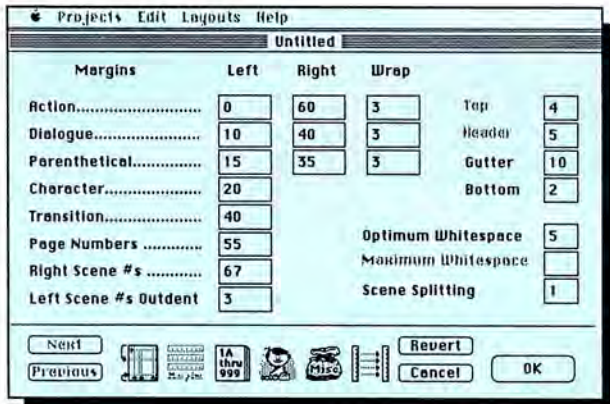 Projects Edit Layouts Help
Untitled
Margins Left Right Wrap
Action......................... 0 60 3 Top 4
Dialogue...................... 10 40 3 Header 5
Parenthetical.............. 15 35 3 Gutter 10
Character..................... 20 Bottom 2
Transition.................... 40
Page Numbers ............. 55 Optimum Whitespace 5
Right Scene #s ............ 67 Maximum Whitespace
Left Scene #s Outdent 3 Scene Splitting 1
Next
Previous
Margins
1A
thru
999
Misc
Revert
Cancel
OK